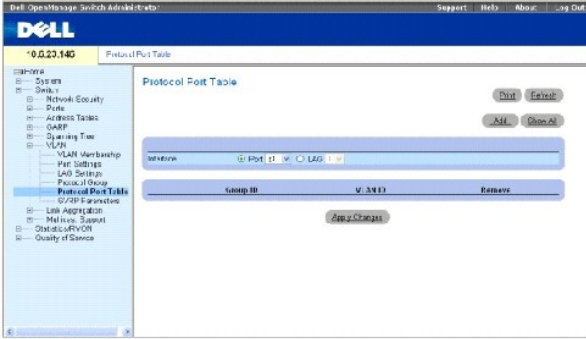 Dell OpenManage Switch Administrator
Support Help About Log Out
DELL
10.6.23.146
Protocol Port Table
Home
System
Switch
Network Security
Ports
Address Tables
GARP
Spanning Tree
VLAN
VLAN Membership
Port Settings
LAG Settings
Protocol Group
Protocol Port Table
GVRP Parameters
Link Aggregation
Multicast Support
Statistics/RMON
Quality of Service
Protocol Port Table
Print Refresh
Add Show All
Interface Port g1 LAG 1
Group ID VLAN ID Remove
Apply Changes